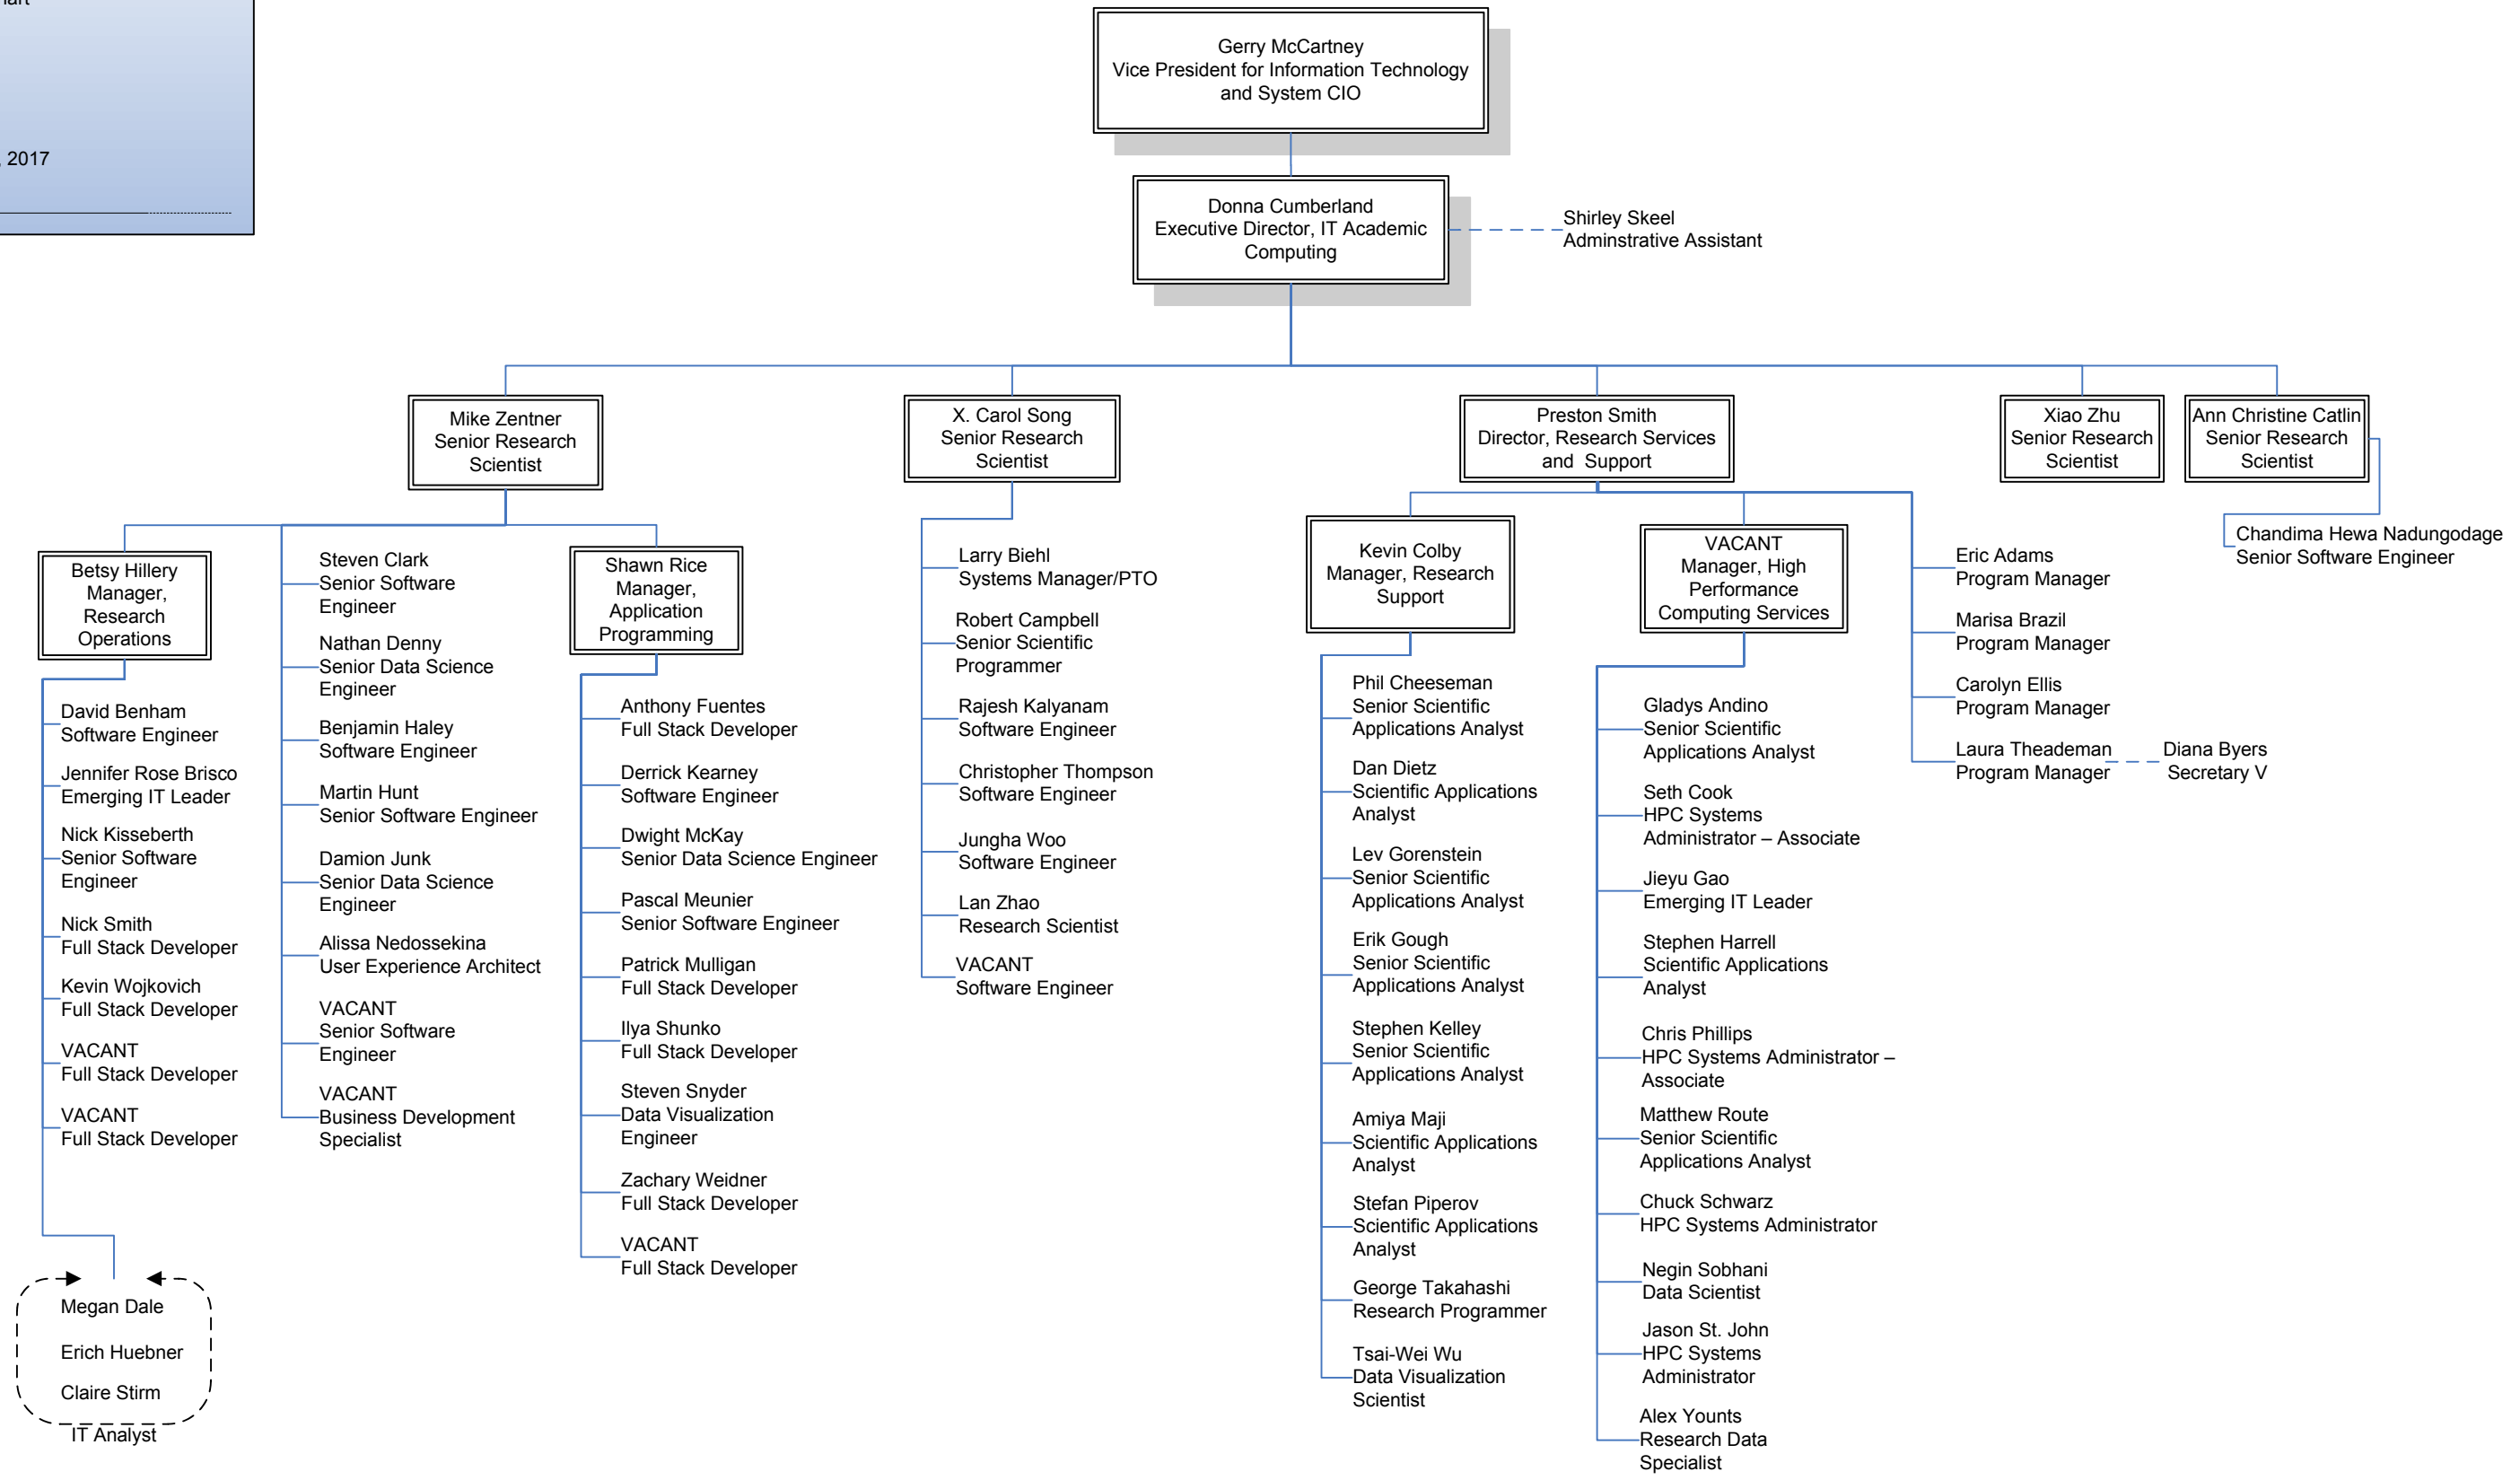 , 2017
Gerry McCartney
Vice President for Information Technology
and System CIO
Donna Cumberland
Executive Director, IT Academic
Computing
Shirley Skeel
Adminstrative Assistant
Mike Zentner
Senior Research
Scientist
X. Carol Song
Senior Research
Scientist
Preston Smith
Director, Research Services
and Support
Xiao Zhu
Senior Research
Scientist
Ann Christine Catlin
Senior Research
Scientist
Chandima Hewa Nadungodage
Senior Software Engineer
Betsy Hillery
Manager,
Research
Operations
David Benham
Software Engineer
Jennifer Rose Brisco
Emerging IT Leader
Nick Kisseberth
Senior Software
Engineer
Nick Smith
Full Stack Developer
Kevin Wojkovich
Full Stack Developer
VACANT
Full Stack Developer
VACANT
Full Stack Developer
Megan Dale
Erich Huebner
Claire Stirm
IT Analyst
Steven Clark
Senior Software
Engineer
Nathan Denny
Senior Data Science
Engineer
Benjamin Haley
Software Engineer
Martin Hunt
Senior Software Engineer
Damion Junk
Senior Data Science
Engineer
Alissa Nedossekina
User Experience Architect
VACANT
Senior Software
Engineer
VACANT
Business Development
Specialist
Shawn Rice
Manager,
Application
Programming
Anthony Fuentes
Full Stack Developer
Derrick Kearney
Software Engineer
Dwight McKay
Senior Data Science Engineer
Pascal Meunier
Senior Software Engineer
Patrick Mulligan
Full Stack Developer
Ilya Shunko
Full Stack Developer
Steven Snyder
Data Visualization
Engineer
Zachary Weidner
Full Stack Developer
VACANT
Full Stack Developer
Larry Biehl
Systems Manager/PTO
Robert Campbell
Senior Scientific
Programmer
Rajesh Kalyanam
Software Engineer
Christopher Thompson
Software Engineer
Jungha Woo
Software Engineer
Lan Zhao
Research Scientist
VACANT
Software Engineer
Kevin Colby
Manager, Research
Support
Phil Cheeseman
Senior Scientific
Applications Analyst
Dan Dietz
Scientific Applications
Analyst
Lev Gorenstein
Senior Scientific
Applications Analyst
Erik Gough
Senior Scientific
Applications Analyst
Stephen Kelley
Senior Scientific
Applications Analyst
Amiya Maji
Scientific Applications
Analyst
Stefan Piperov
Scientific Applications
Analyst
George Takahashi
Research Programmer
Tsai-Wei Wu
Data Visualization
Scientist
VACANT
Manager, High
Performance
Computing Services
Gladys Andino
Senior Scientific
Applications Analyst
Seth Cook
HPC Systems
Administrator – Associate
Jieyu Gao
Emerging IT Leader
Stephen Harrell
Scientific Applications
Analyst
Chris Phillips
HPC Systems Administrator –
Associate
Matthew Route
Senior Scientific
Applications Analyst
Chuck Schwarz
HPC Systems Administrator
Negin Sobhani
Data Scientist
Jason St. John
HPC Systems
Administrator
Alex Younts
Research Data
Specialist
Eric Adams
Program Manager
Marisa Brazil
Program Manager
Carolyn Ellis
Program Manager
Laura Theademan
Program Manager
Diana Byers
Secretary V